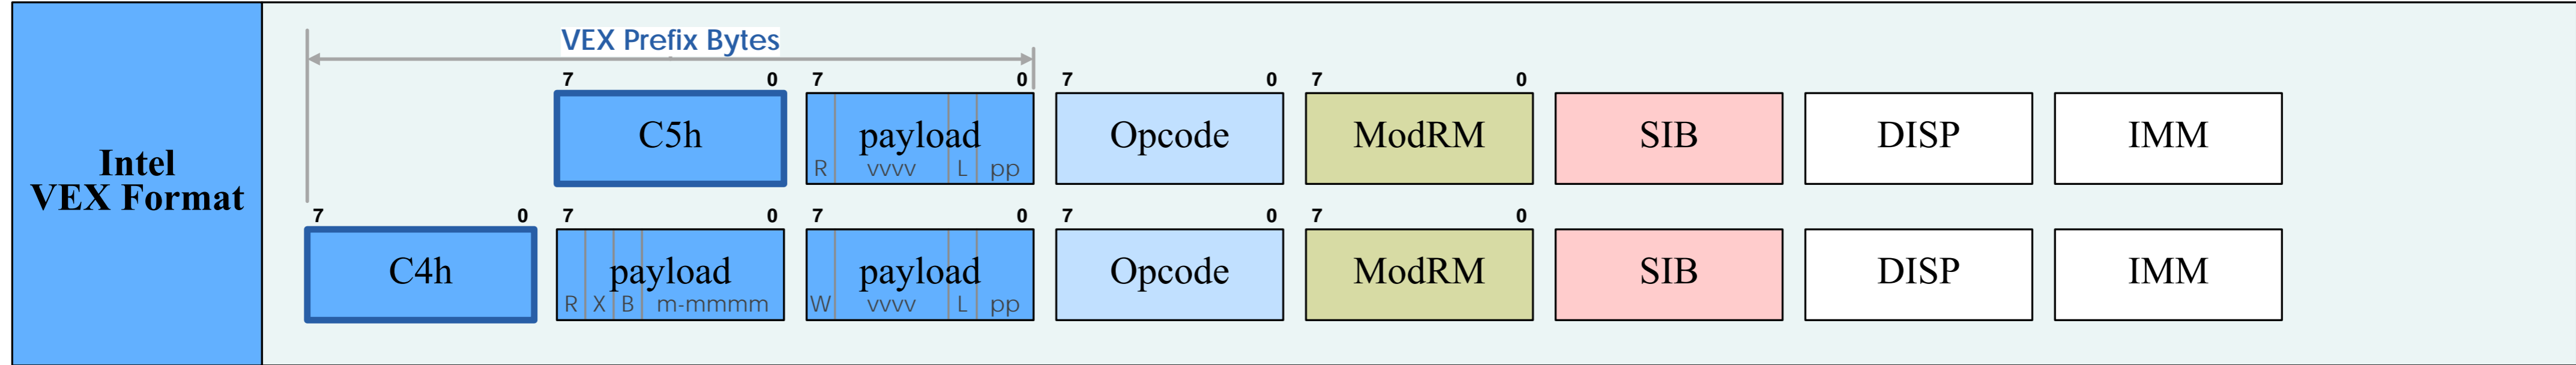 Intel
VEX Format
VEX Prefix Bytes
7 0 7 0 7 0 7 0
C5h payload Opcode ModRM SIB DISP IMM
R vvvv L pp
7 0 7 0 7 0 7 0 7 0
C4h payload payload Opcode ModRM SIB DISP IMM
R X B m-mmmm W vvvv L pp